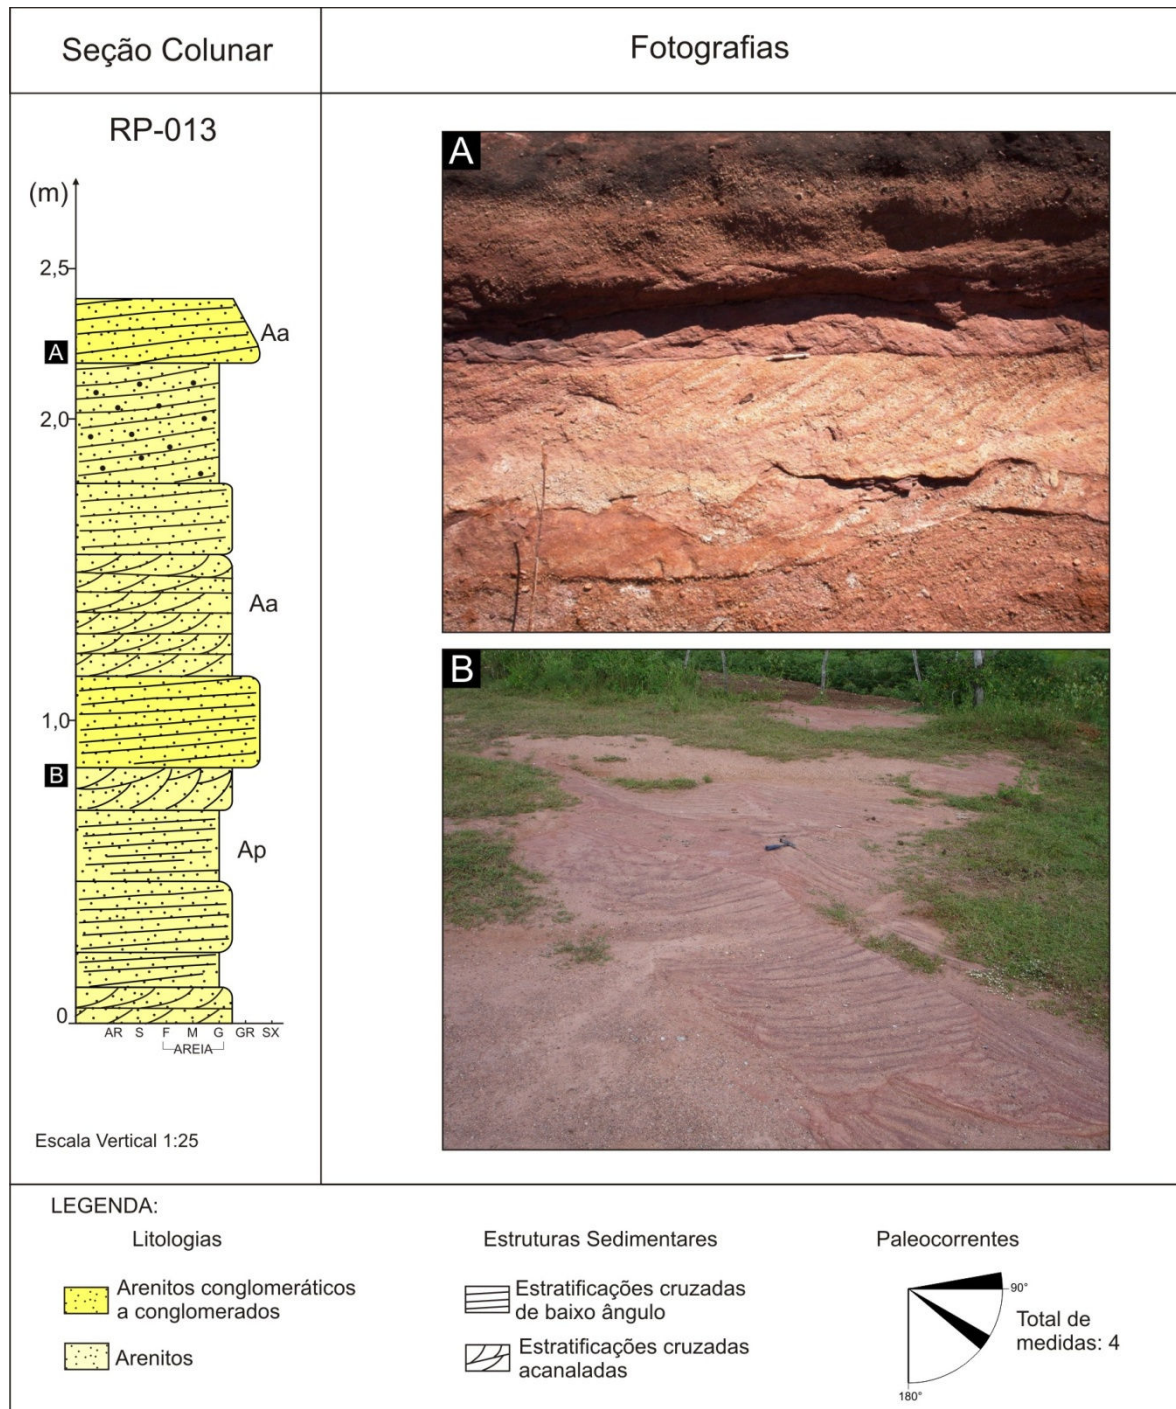 Seção Colunar
Fotografias
RP-013
(m)
2,5
2,0
1,0
0
A
B
Aa
Aa
Ap
AR S F M G GR SX
AREIA
Escala Vertical 1:25
A
B
LEGENDA:
Litologias
Arenitos conglomeráticos
a conglomerados
Arenitos
Estruturas Sedimentares
Estratificações cruzadas
de baixo ângulo
Estratificações cruzadas
acanaladas
Paleocorrentes
90°
180°
Total de
medidas: 4